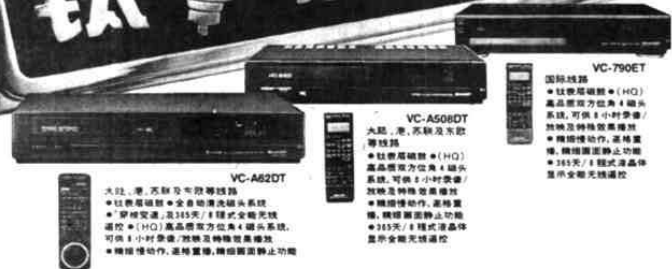 VC-790ET
国际线路
●钛表层磁鼓●(HQ)
高品质双方位角4磁头
系统,可供8小时录像/
放映及特殊效果播放
●精细慢动作,逐格重
播,精细画面静止功能
●365天/8程式液晶体
显示全能无线遥控
VC-A508DT
大陆、港、苏联及东欧
等线路
●钛表层磁鼓●(HQ)
高品质双方位角4磁头
系统,可供8小时录像/
放映及特殊效果播放
●精细慢动作,逐格重
播,精细画面静止功能
●365天/8程式液晶体
显示全能无线遥控
VC-A62DT
大陆、港、苏联及东欧等线路
●钛表层磁鼓●全自动清洗磁头系统
●「穿梭变速」及365天/8程式全能无线
遥控●(HQ)高品质双方位角4磁头系统,
可供8小时录像/放映及特殊效果播放
●精细慢动作,逐格重播,精细画面静止功能